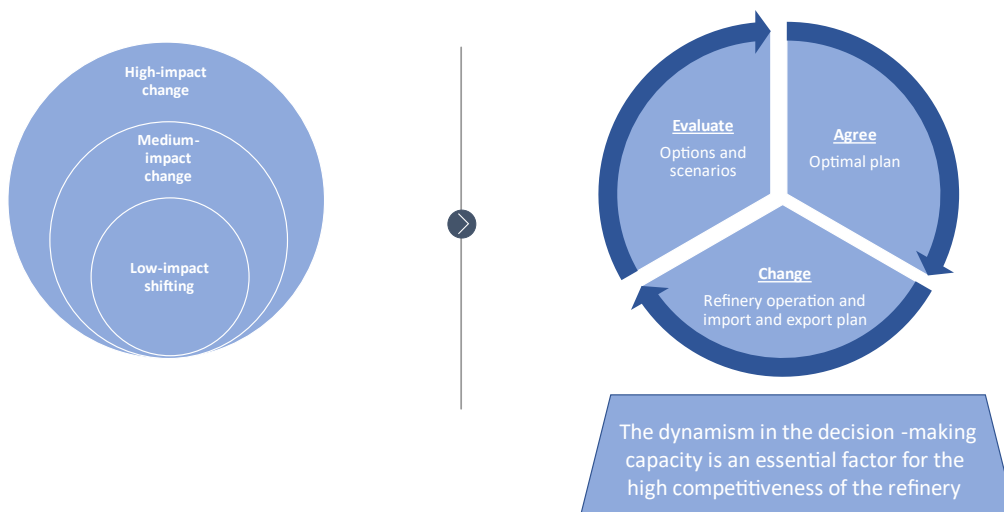 High-impact
change
Medium-
impact
change
Low-impact
shifting
Evaluate
Options and
scenarios
Agree
Optimal plan
Change
Refinery operation and
import and export plan
The dynamism in the decision -making
capacity is an essential factor for the
high competitiveness of the refinery